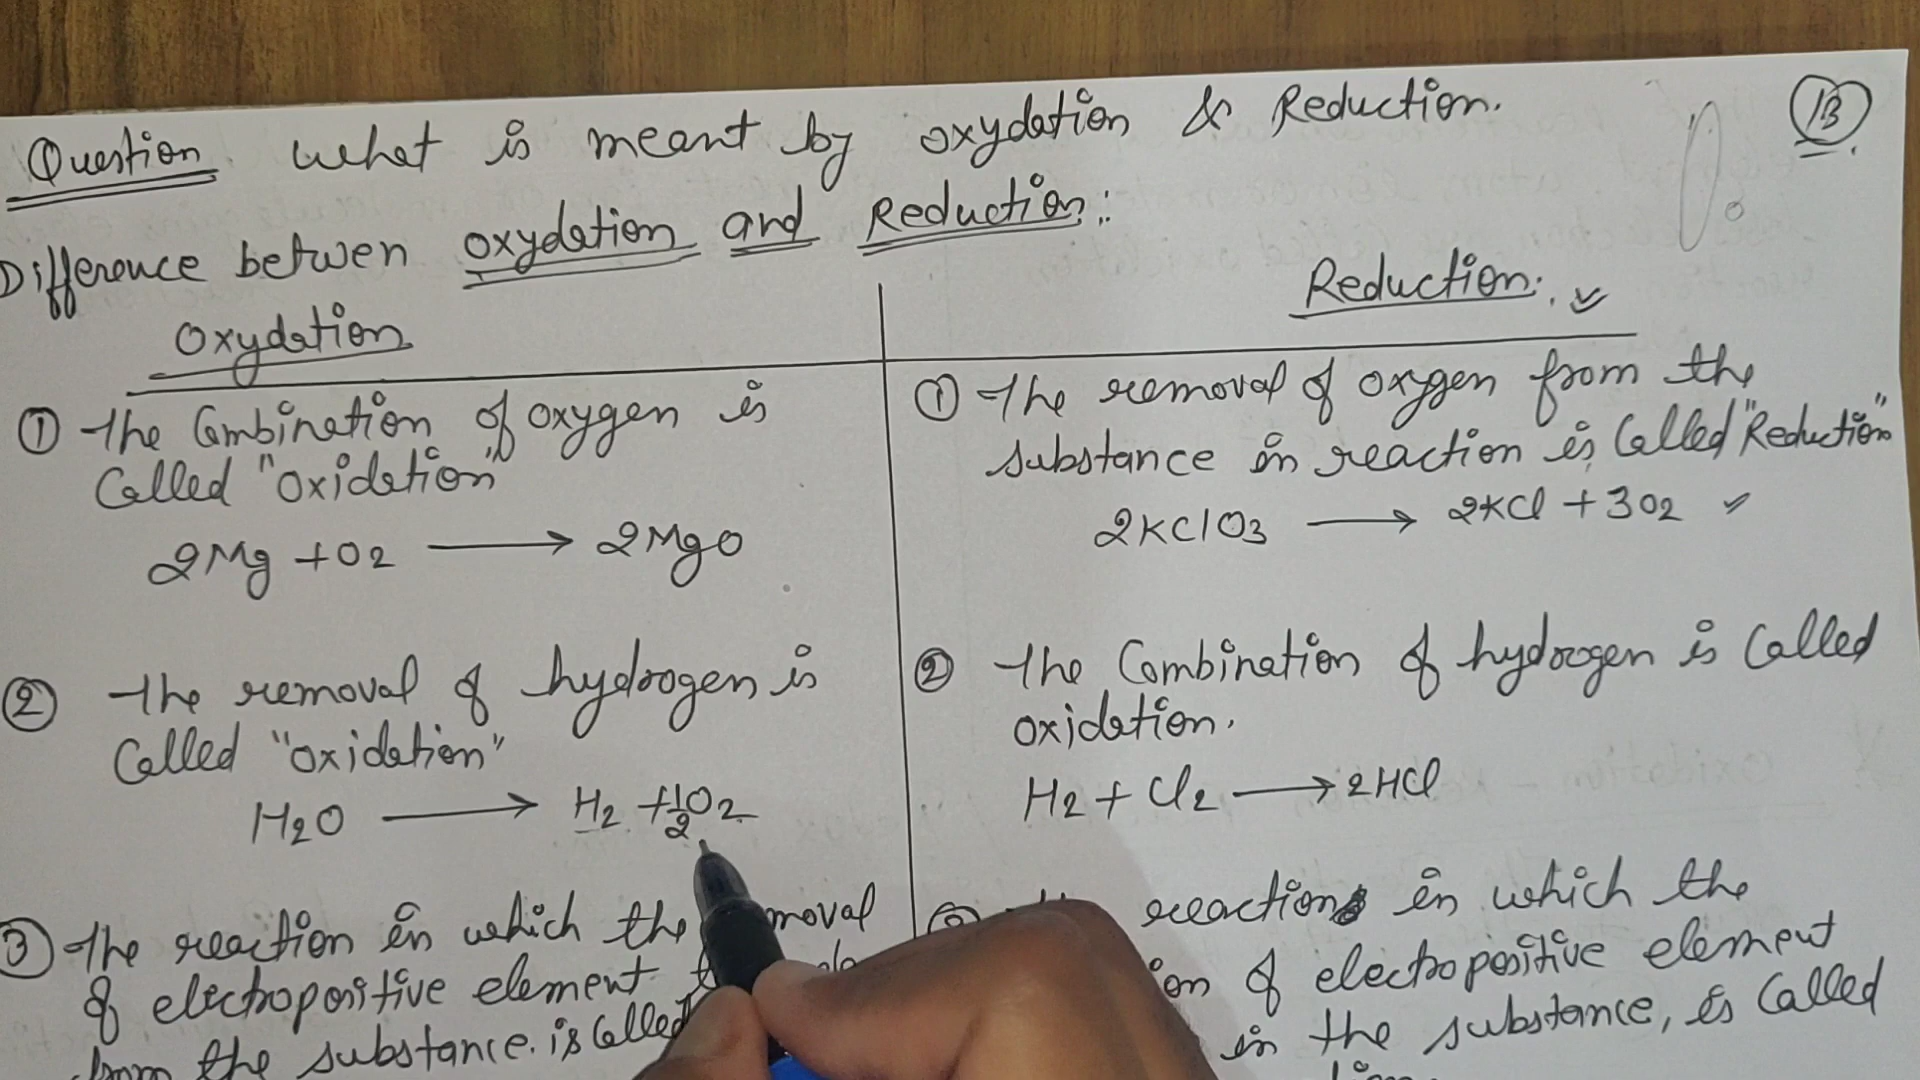 Question what is meant by oxydation & Reduction.
13
Difference betwen oxydation and Reduction:
Oxydation
① The Combination of oxygen is
Called "oxidation"
2Mg + O2 ⟶ 2MgO
② The removal of hydrogen is
Called "oxidation"
H2O ⟶ H2 + 1/2 O2
③ The reaction in which the
of electropositive element
from the substance. is Called
Reduction:
① The removal of oxygen from the
substance in reaction is Called "Reduction"
2KClO3 ⟶ 2KCl + 3O2
② The Combination of hydrogen is Called
oxidation.
H2 + Cl2 ⟶ 2HCl
reactions in which the
of electropositive element
in the substance, is Called